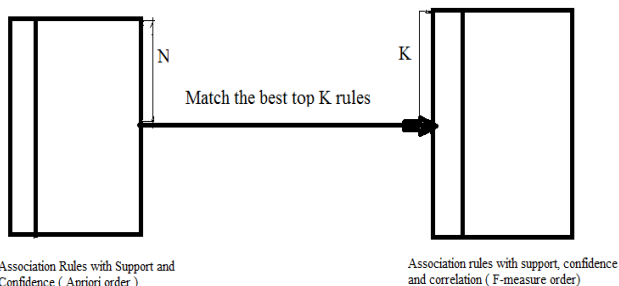 N
K
Match the best top K rules
Association Rules with Support and
Confidence ( Apriori order )
Association rules with support, confidence
and correlation ( F-measure order)